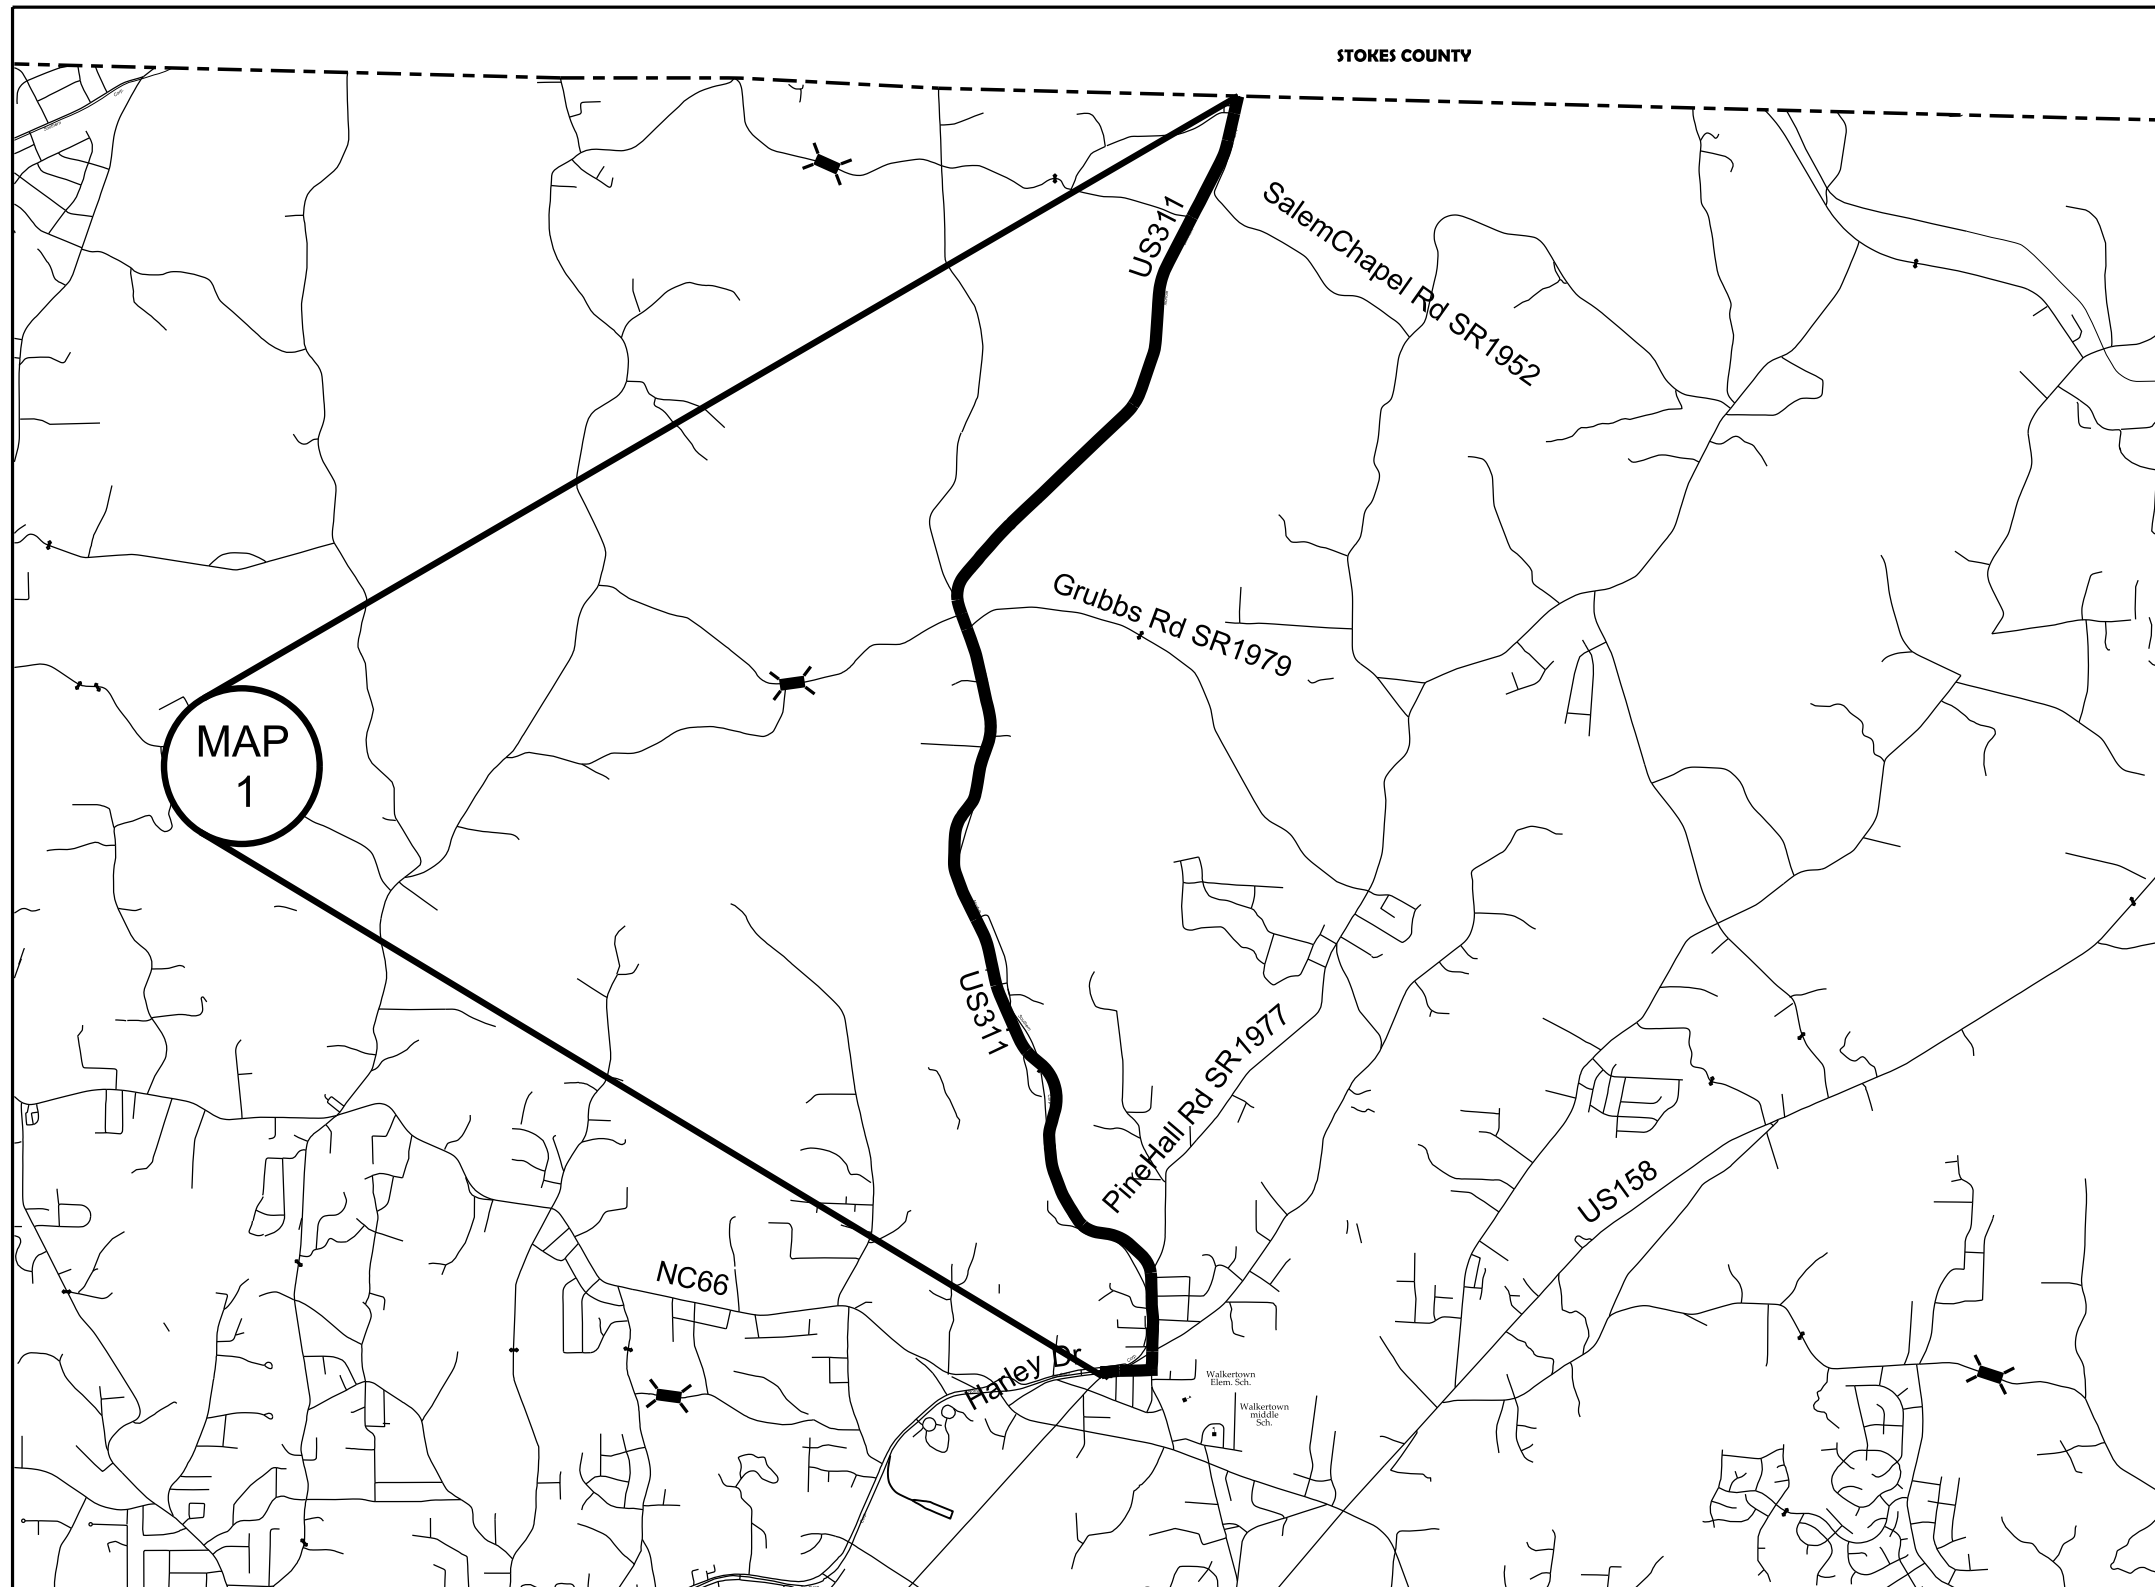 STOKES COUNTY
US311
SalemChapel Rd SR1952
Grubbs Rd SR1979
MAP
1
US311
PineHall Rd SR1977
US158
NC66
Harley Dr
Walkertown
Elem. Sch.
Walkertown
middle
Sch.